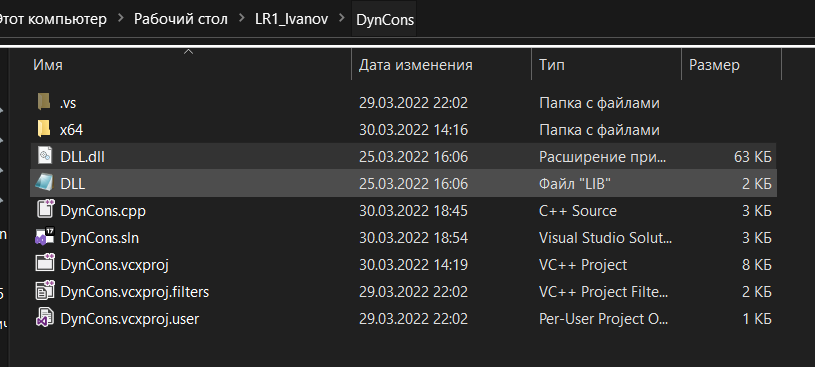 Этот компьютер > Рабочий стол > LR1_Ivanov > DynCons
Имя Дата изменения Тип Размер
.vs 29.03.2022 22:02 Папка с файлами
x64 30.03.2022 14:16 Папка с файлами
DLL.dll 25.03.2022 16:06 Расширение при... 63 КБ
DLL 25.03.2022 16:06 Файл "LIB" 2 КБ
DynCons.cpp 30.03.2022 18:45 C++ Source 3 КБ
DynCons.sln 30.03.2022 18:54 Visual Studio Solut... 3 КБ
DynCons.vcxproj 30.03.2022 14:19 VC++ Project 8 КБ
DynCons.vcxproj.filters 29.03.2022 22:02 VC++ Project Filte... 2 КБ
DynCons.vcxproj.user 29.03.2022 22:02 Per-User Project O... 1 КБ